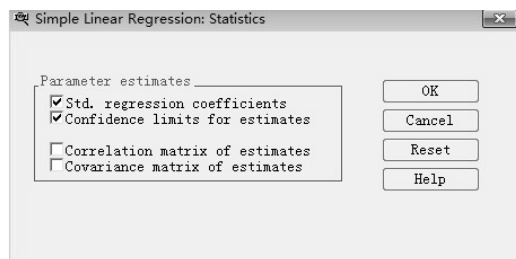 Simple Linear Regression: Statistics
Parameter estimates
Std. regression coefficients
Confidence limits for estimates
Correlation matrix of estimates
Covariance matrix of estimates
OK
Cancel
Reset
Help